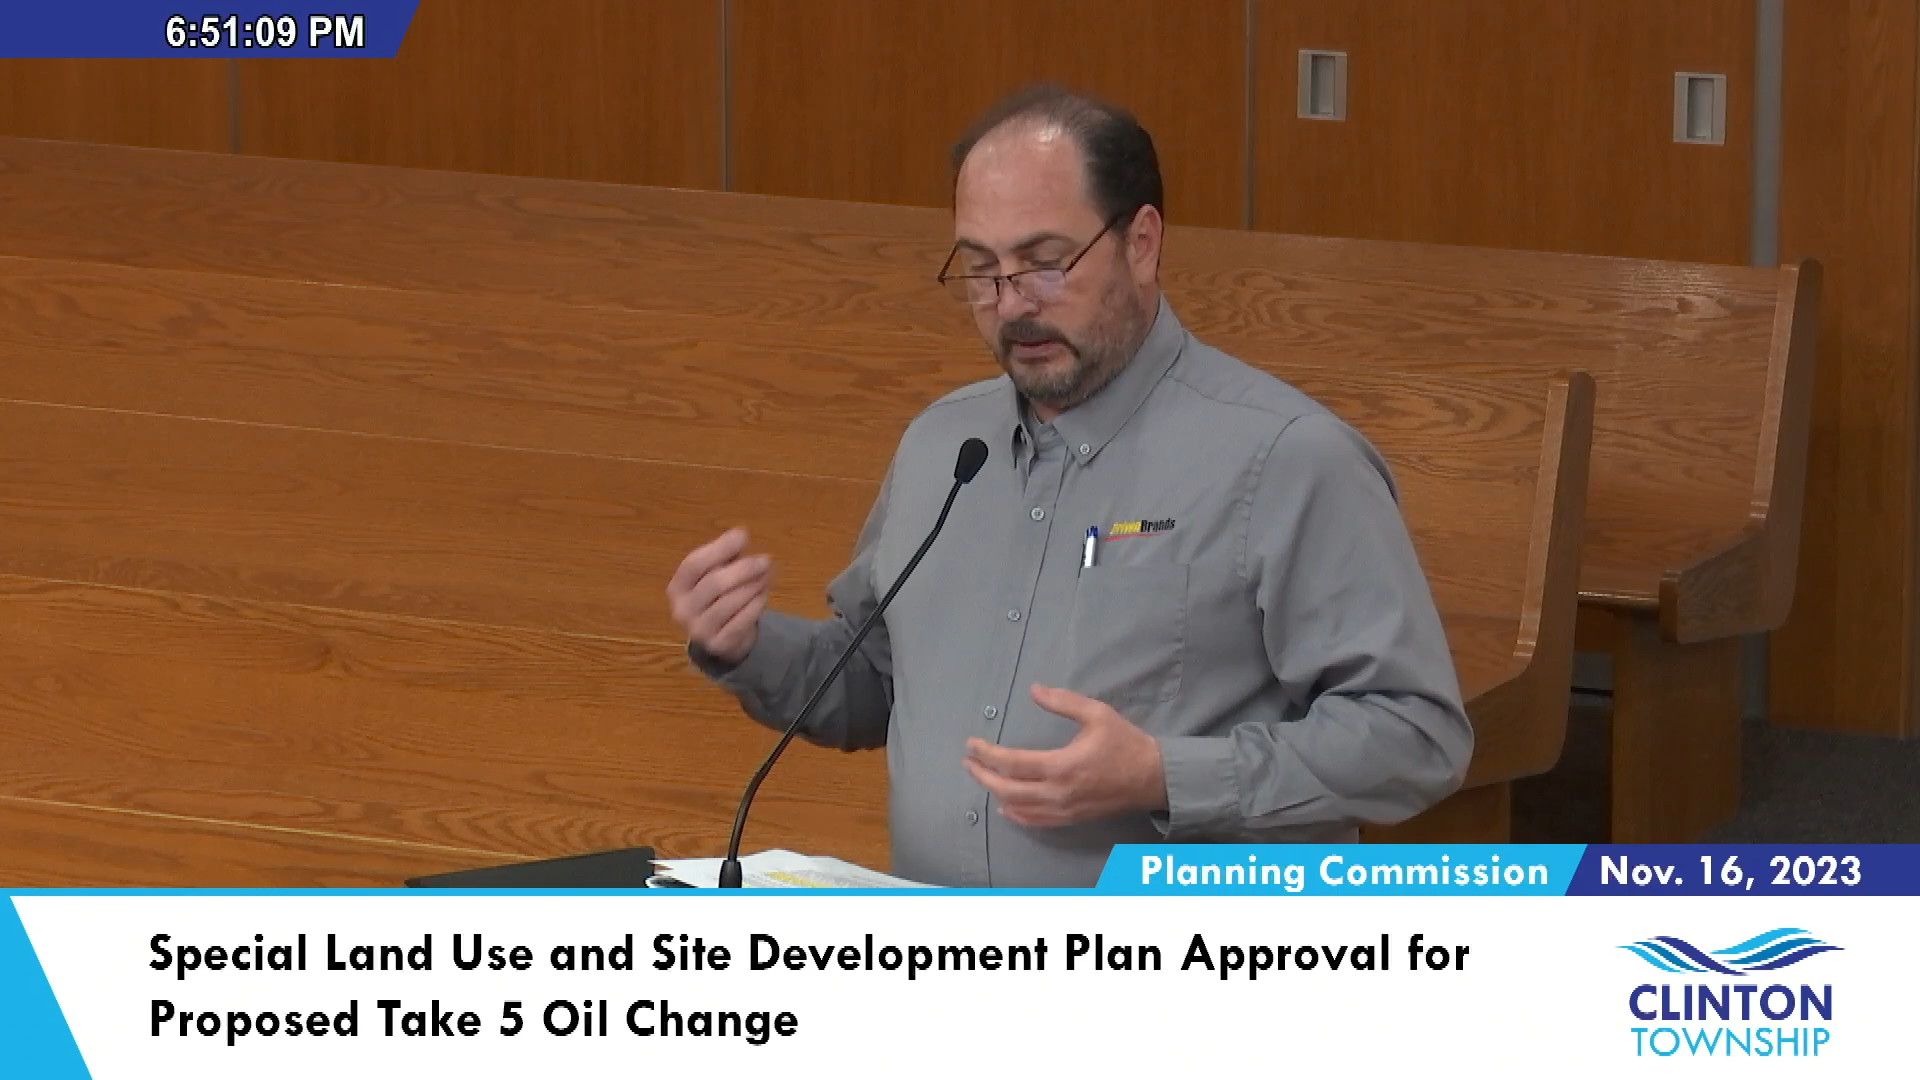 6:51:09 PM
DrivenBrands
Planning Commission
Nov. 16, 2023
Special Land Use and Site Development Plan Approval for
Proposed Take 5 Oil Change
CLINTON
TOWNSHIP